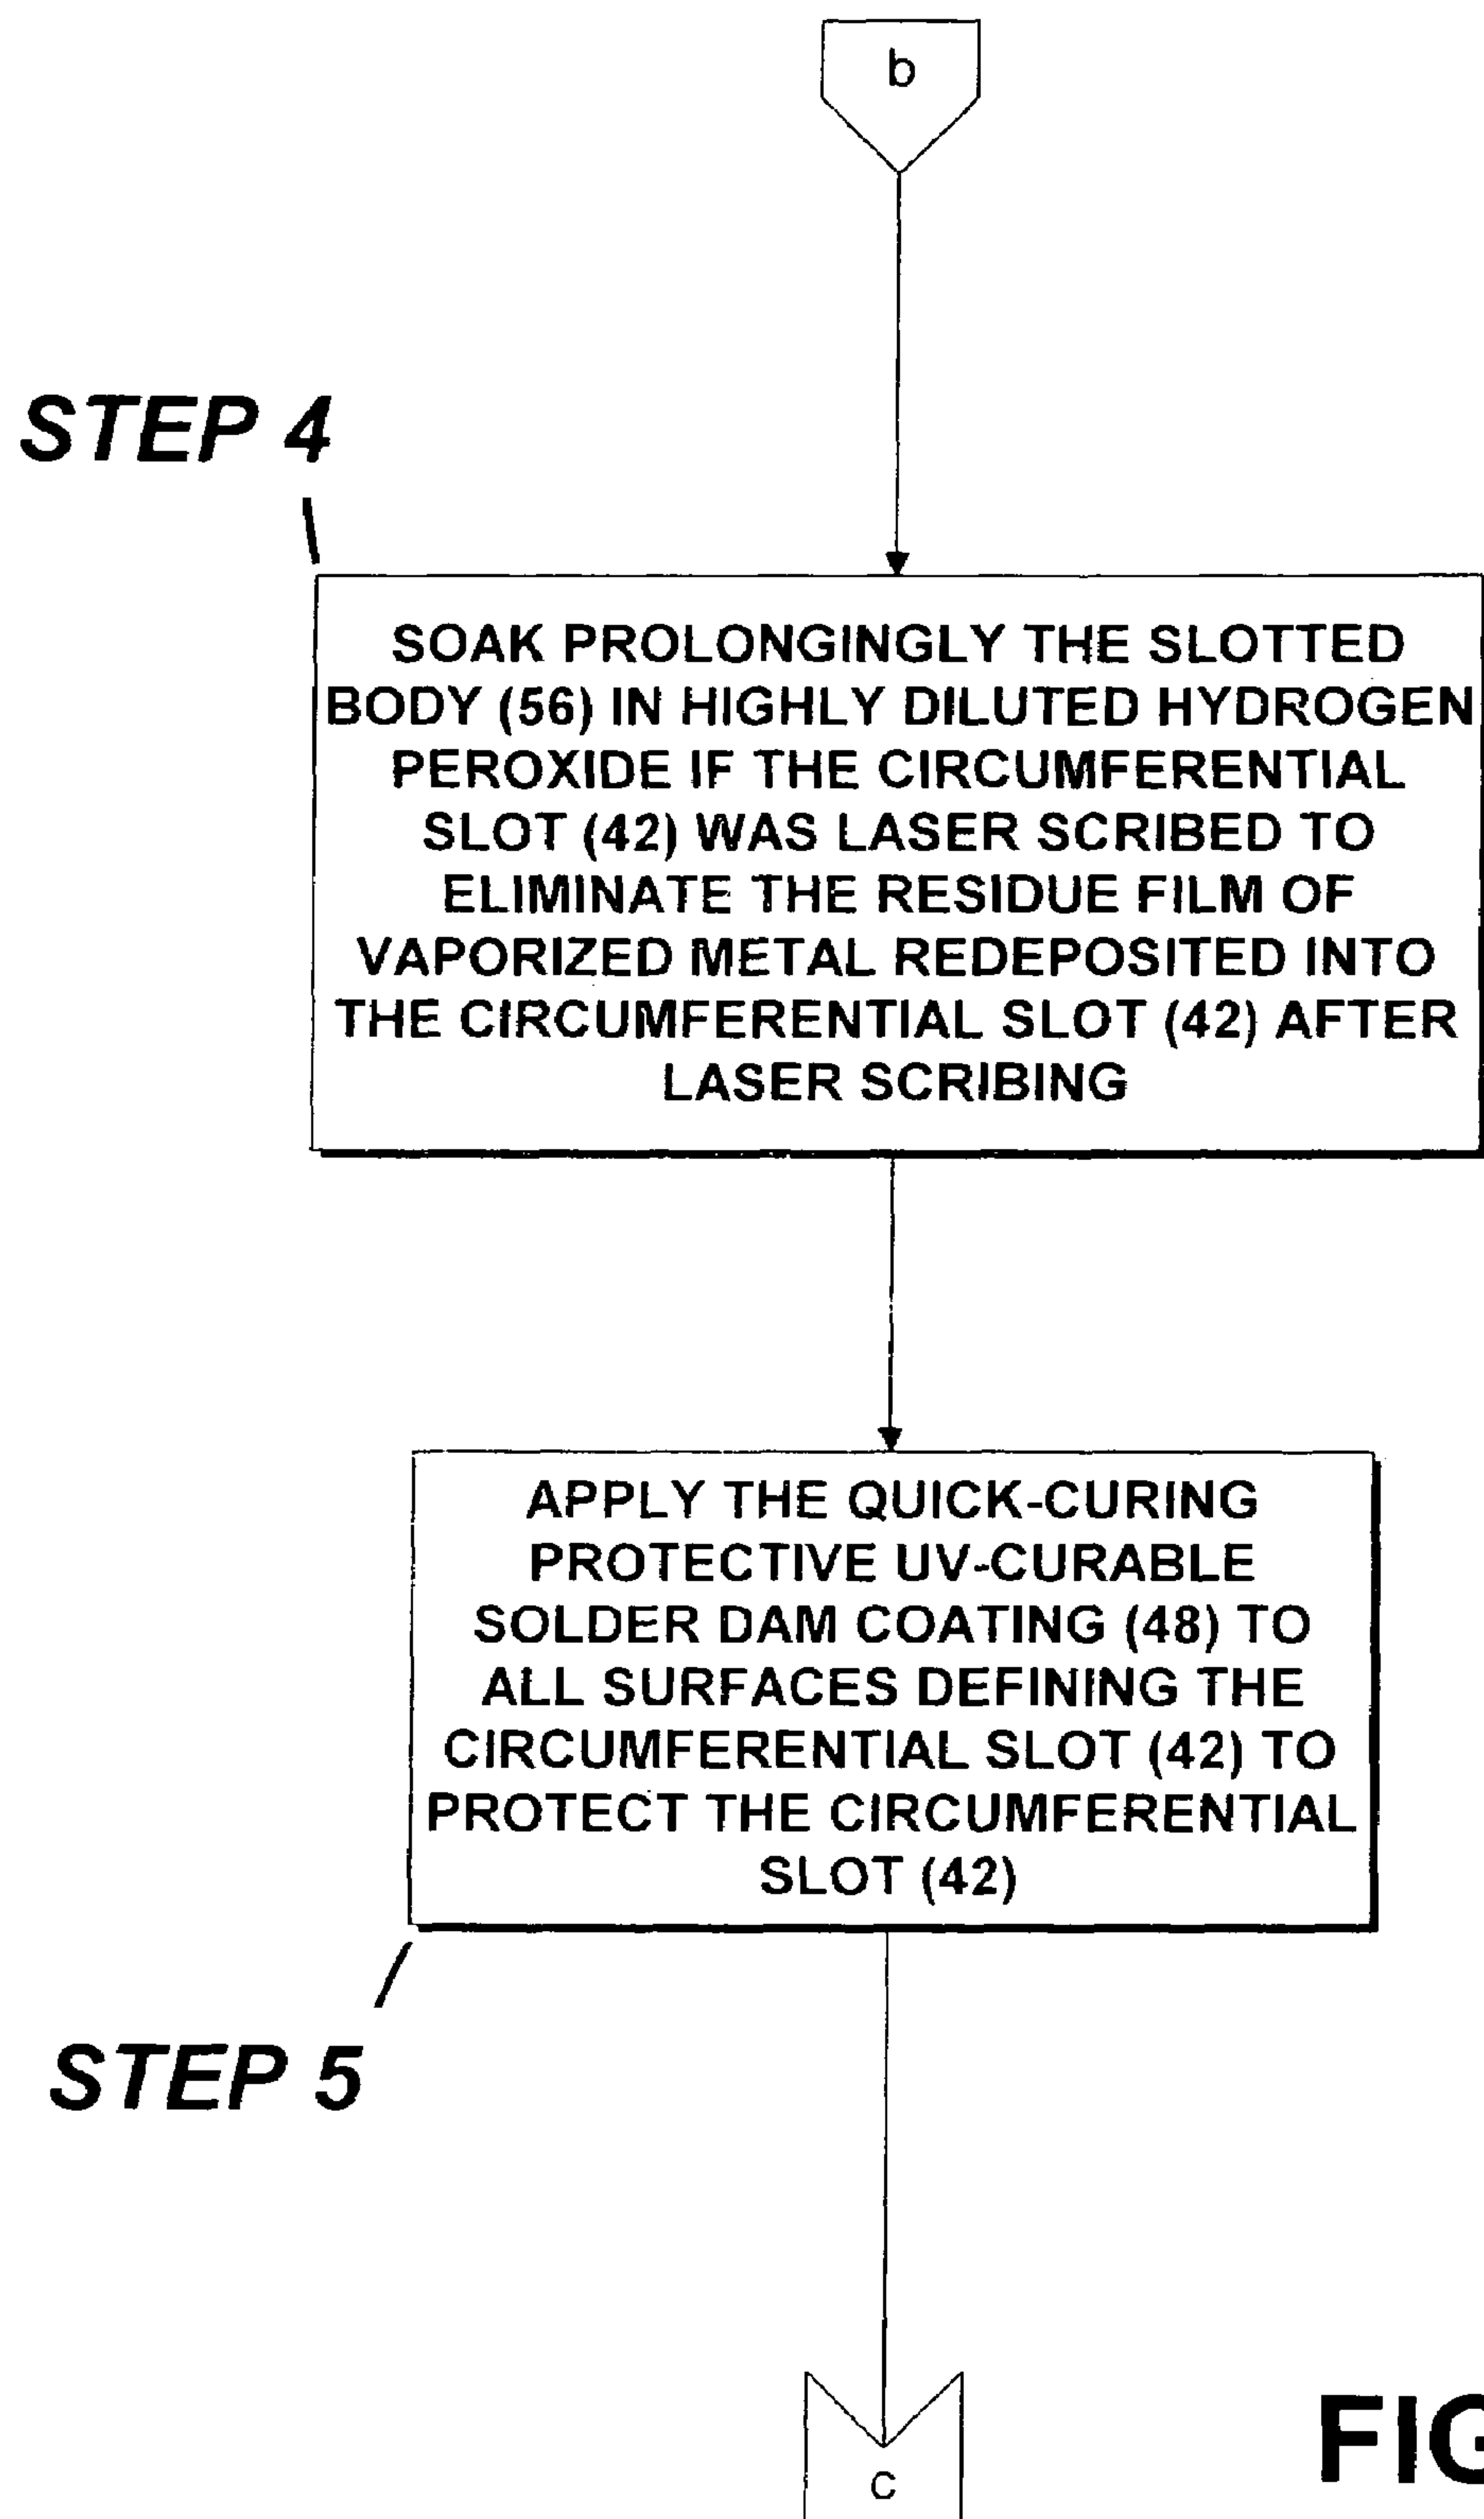 b
STEP 4
SOAK PROLONGINGLY THE SLOTTED
BODY (56) IN HIGHLY DILUTED HYDROGEN
PEROXIDE IF THE CIRCUMFERENTIAL
SLOT (42) WAS LASER SCRIBED TO
ELIMINATE THE RESIDUE FILM OF
VAPORIZED METAL REDEPOSITED INTO
THE CIRCUMFERENTIAL SLOT (42) AFTER
LASER SCRIBING
APPLY THE QUICK-CURING
PROTECTIVE UV-CURABLE
SOLDER DAM COATING (48) TO
ALL SURFACES DEFINING THE
CIRCUMFERENTIAL SLOT (42) TO
PROTECT THE CIRCUMFERENTIAL
SLOT (42)
STEP 5
c
FIG